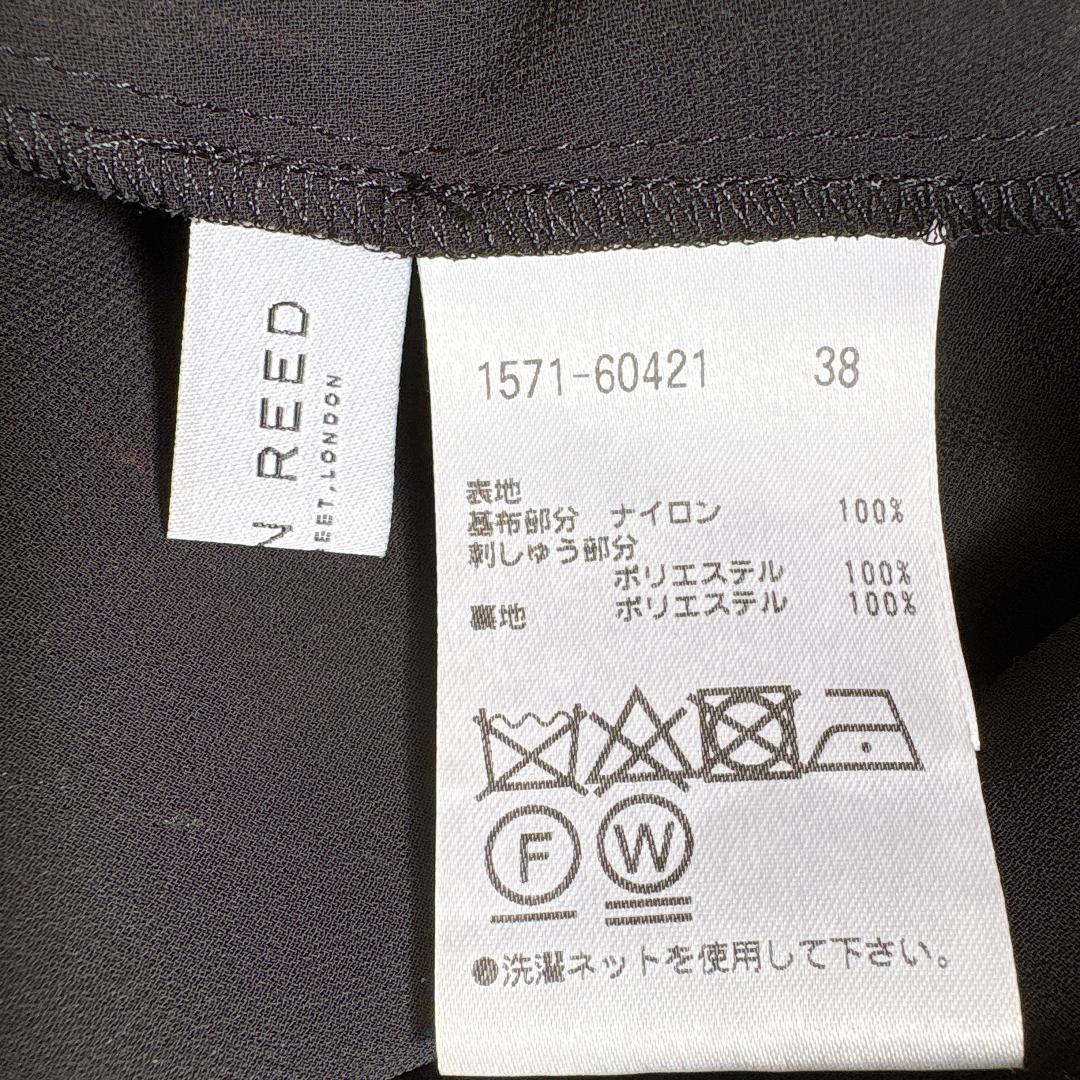 N REED
EET, LONDON
1571-60421 38
表地
基布部分 ナイロン 100%
刺しゅう部分
ポリエステル 100%
裏地 ポリエステル 100%
F W
●洗濯ネットを使用して下さい。